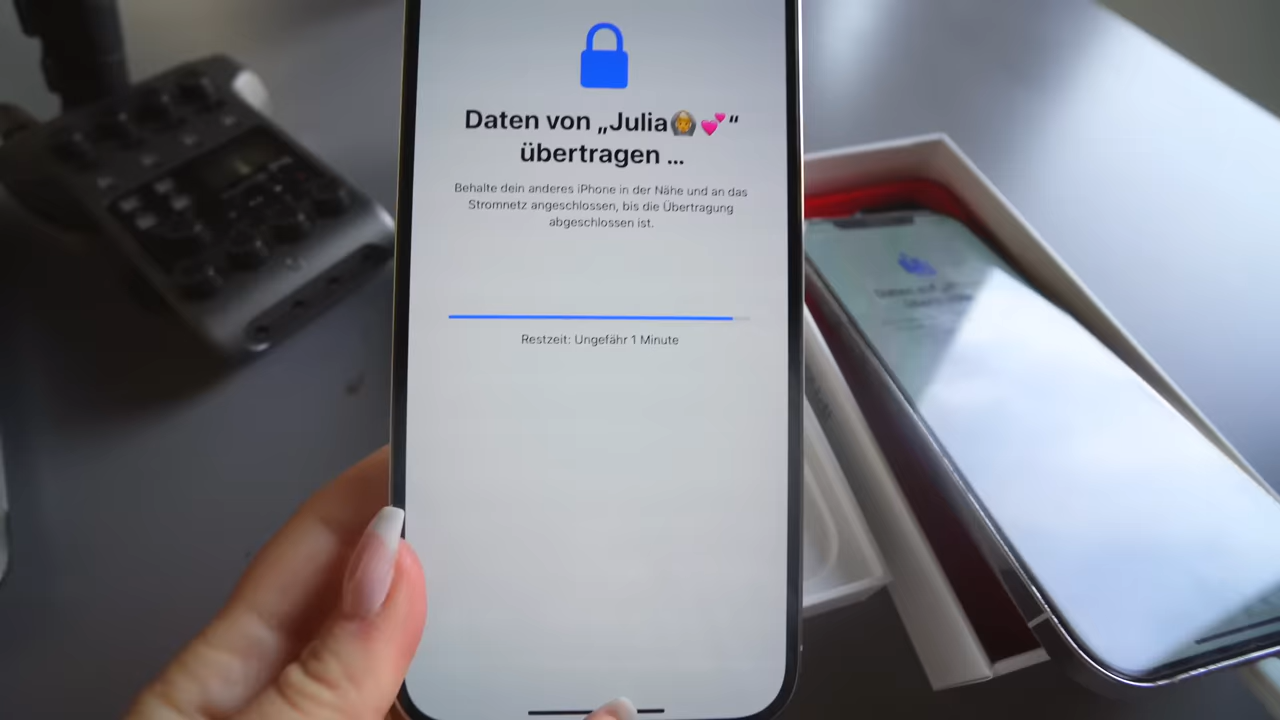 Daten von „Julia🙆💕“
übertragen ...
Behalte dein anderes iPhone in der Nähe und an das
Stromnetz angeschlossen, bis die Übertragung
abgeschlossen ist.
Restzeit: Ungefähr 1 Minute